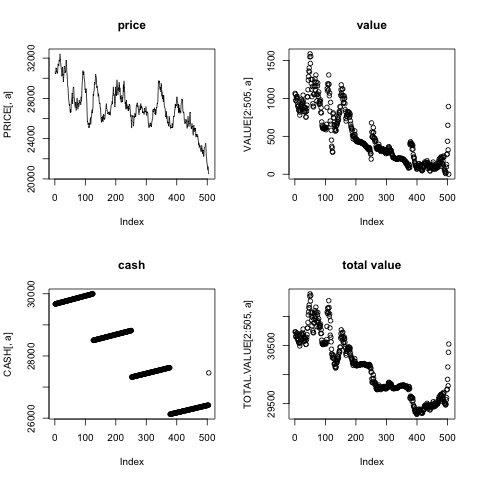 price
PRICE[, a]
32000
28000
24000
20000
0 100 200 300 400 500
Index
value
VALUE[2:505, a]
1500
1000
500
0
0 100 200 300 400 500
Index
cash
CASH[, a]
30000
28000
26000
0 100 200 300 400 500
Index
total value
TOTAL.VALUE[2:505, a]
30500
29500
0 100 200 300 400 500
Index